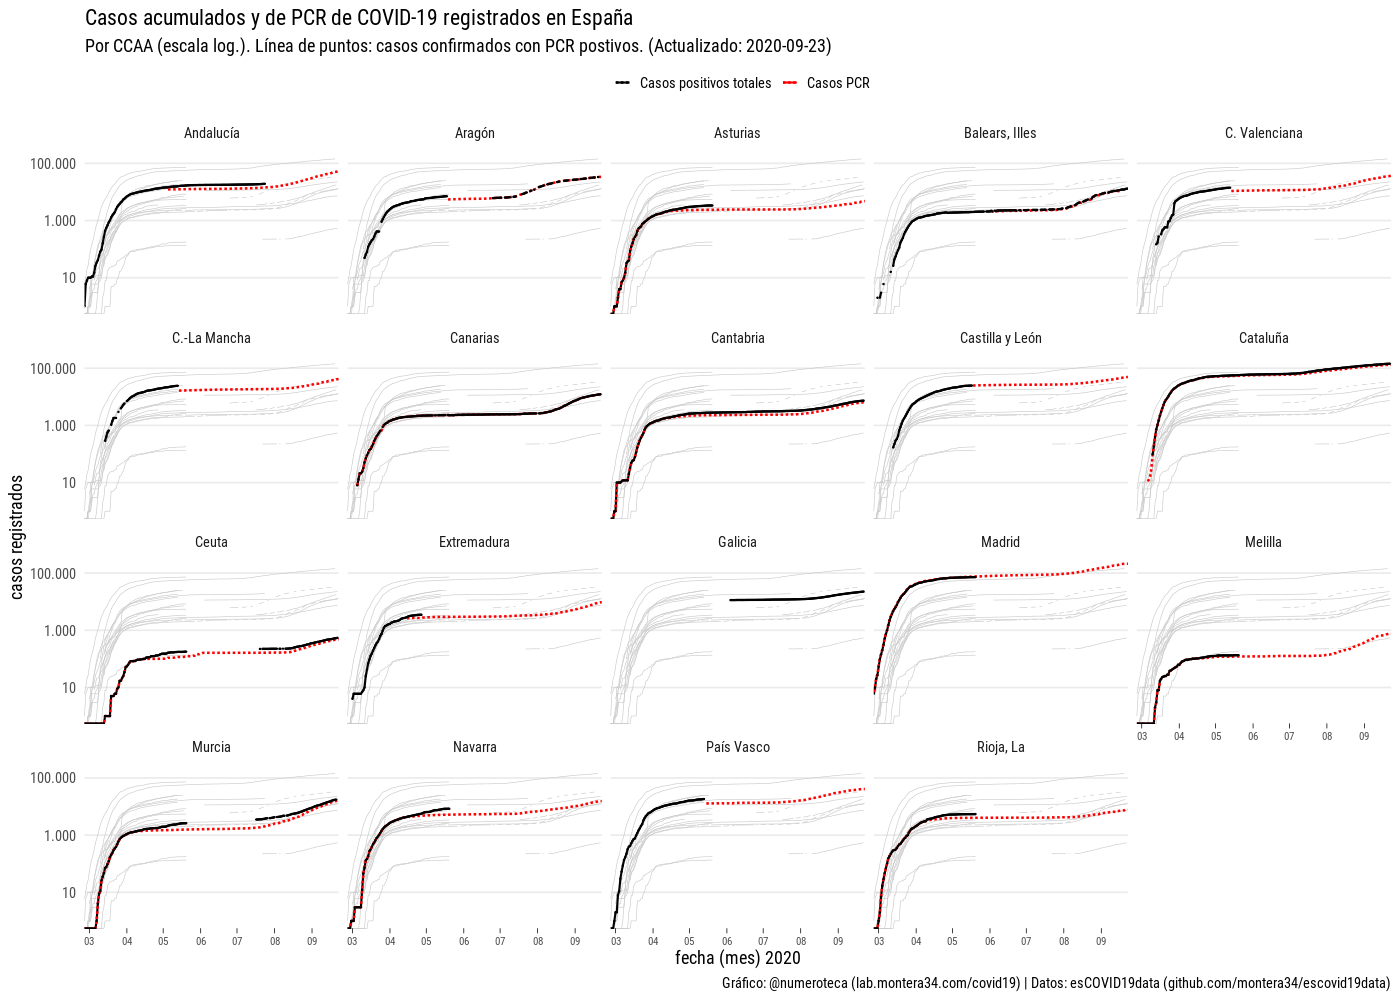 Casos acumulados y de PCR de COVID-19 registrados en España
Por CCAA (escala log.). Línea de puntos: casos confirmados con PCR postivos. (Actualizado: 2020-09-23)
Casos positivos totales Casos PCR
Andalucía Aragón Asturias Balears, Illes C. Valenciana
100.000
1.000
10
C.-La Mancha Canarias Cantabria Castilla y León Cataluña
100.000
1.000
10
casos registrados
Ceuta Extremadura Galicia Madrid Melilla
100.000
1.000
10
03 04 05 06 07 08 09
Murcia Navarra País Vasco Rioja, La
100.000
1.000
10
03 04 05 06 07 08 09 03 04 05 06 07 08 09 03 04 05 06 07 08 09 03 04 05 06 07 08 09
fecha (mes) 2020
Gráfico: @numeroteca (lab.montera34.com/covid19) | Datos: esCOVID19data (github.com/montera34/escovid19data)